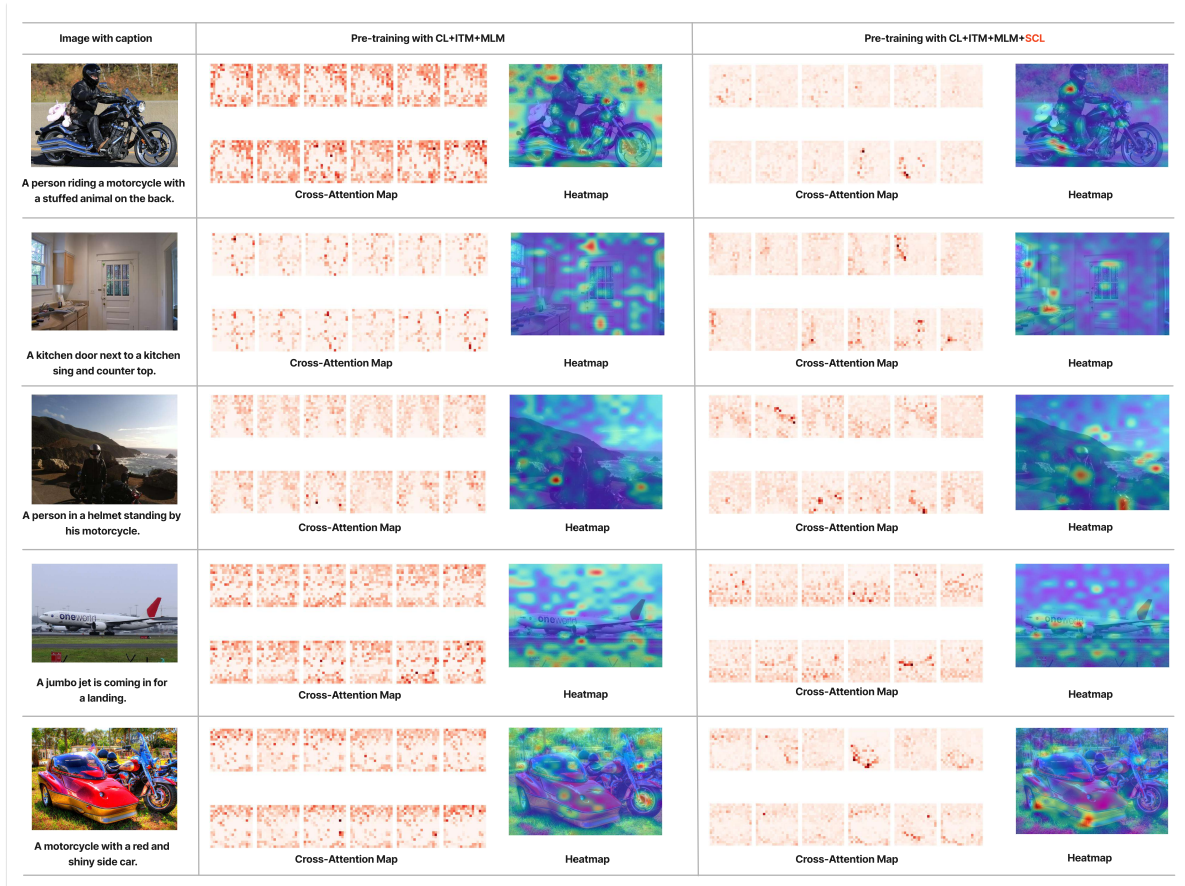 Image with caption
Pre-training with CL+ITM+MLM
Pre-training with CL+ITM+MLM+SCL
A person riding a motorcycle with
a stuffed animal on the back.
Cross-Attention Map
Heatmap
Cross-Attention Map
Heatmap
A kitchen door next to a kitchen
sing and counter top.
Cross-Attention Map
Heatmap
Cross-Attention Map
Heatmap
A person in a helmet standing by
his motorcycle.
Cross-Attention Map
Heatmap
Cross-Attention Map
Heatmap
oneworld
oneworld
oneworld
A jumbo jet is coming in for
a landing.
Cross-Attention Map
Heatmap
Cross-Attention Map
Heatmap
A motorcycle with a red and
shiny side car.
Cross-Attention Map
Heatmap
Cross-Attention Map
Heatmap